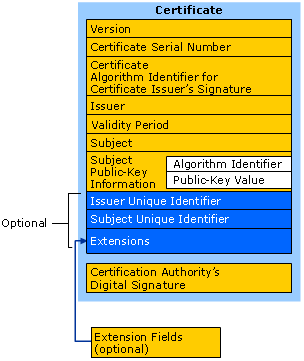 Certificate
Version
Certificate Serial Number
Certificate
Algorithm Identifier for
Certificate Issuer's Signature
Issuer
Validity Period
Subject
Subject
Public-Key
Information
Algorithm Identifier
Public-Key Value
Optional
Issuer Unique Identifier
Subject Unique Identifier
Extensions
Certification Authority's
Digital Signature
Extension Fields
(optional)